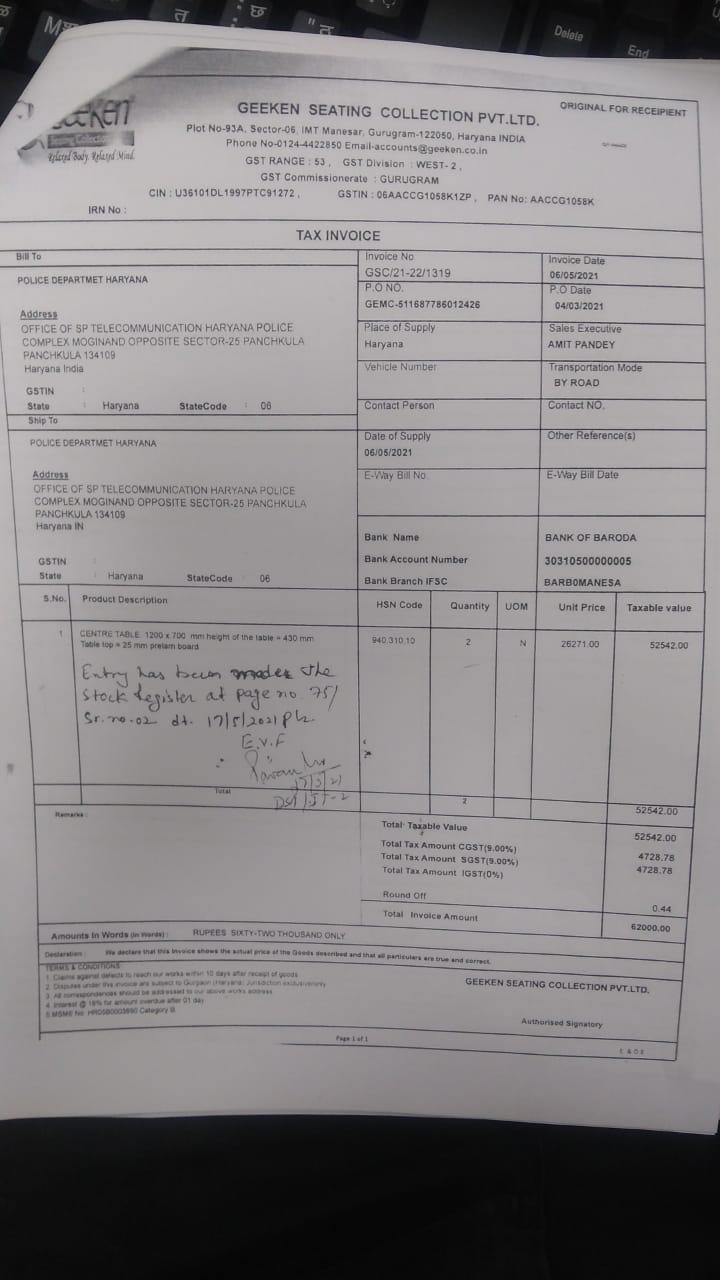 Delete
End
GEEKEN SEATING COLLECTION PVT.LTD.
ORIGINAL FOR RECEIPIENT
Relaxed Body. Relaxed Mind.
Plot No-93A, Sector-06, IMT Manesar, Gurugram-122050, Haryana INDIA
Phone No-0124-4422850 Email-accounts@geeken.co.in
GST RANGE : 53 , GST Division : WEST- 2 ,
GST Commissionerate : GURUGRAM
CIN : U36101DL1997PTC91272 , GSTIN : 06AACCG1058K1ZP , PAN No: AACCG1058K
IRN No :
TAX INVOICE
Bill To
POLICE DEPARTMET HARYANA
Address
OFFICE OF SP TELECOMMUNICATION HARYANA POLICE
COMPLEX MOGINAND OPPOSITE SECTOR-25 PANCHKULA
PANCHKULA 134109
Haryana India
GSTIN :
State : Haryana StateCode : 06
Ship To
POLICE DEPARTMET HARYANA
Address
OFFICE OF SP TELECOMMUNICATION HARYANA POLICE
COMPLEX MOGINAND OPPOSITE SECTOR-25 PANCHKULA
PANCHKULA 134109
Haryana IN
GSTIN :
State : Haryana StateCode : 06
Invoice No
GSC/21-22/1319
Invoice Date
06/05/2021
P.O NO.
GEMC-511687786012426
P.O Date
04/03/2021
Place of Supply
Haryana
Sales Executive
AMIT PANDEY
Vehicle Number
Transportation Mode
BY ROAD
Contact Person
Contact NO.
Date of Supply
06/05/2021
Other Reference(s)
E-Way Bill No.
E-Way Bill Date
Bank Name BANK OF BARODA
Bank Account Number 30310500000005
Bank Branch IFSC BARB0MANESA
S.No. Product Description HSN Code Quantity UOM Unit Price Taxable value
1 CENTRE TABLE 1200 x 700 mm height of the table = 430 mm 940.310.10 2 N 26271.00 52542.00
Table top = 25 mm prelam board
Entry has been made the
Stock Register at page no. 75/
Sr. no. 02 dt. 17/5/2021
E.V.F
Total 2 52542.00
Remarks :
Total Taxable Value 52542.00
Total Tax Amount CGST(9.00%) 4728.78
Total Tax Amount SGST(9.00%) 4728.78
Total Tax Amount IGST(0%)
Round Off 0.44
Total Invoice Amount 62000.00
Amounts In Words (In Words) : RUPEES SIXTY-TWO THOUSAND ONLY
Declaration : We declare that this Invoice shows the actual price of the Goods described and that all particulars are true and correct.
TERMS & CONDITIONS:
1. Claims against defects to reach our works within 10 days after receipt of goods
2. Disputes under this invoice are subject to Gurgaon (Haryana) Jurisdiction exclusively
3. All correspondences should be addressed to our above works address
4. Interest @ 18% for amount overdue after 01 day
GEEKEN SEATING COLLECTION PVT.LTD.
Authorised Signatory
Page 1 of 1
E & O E